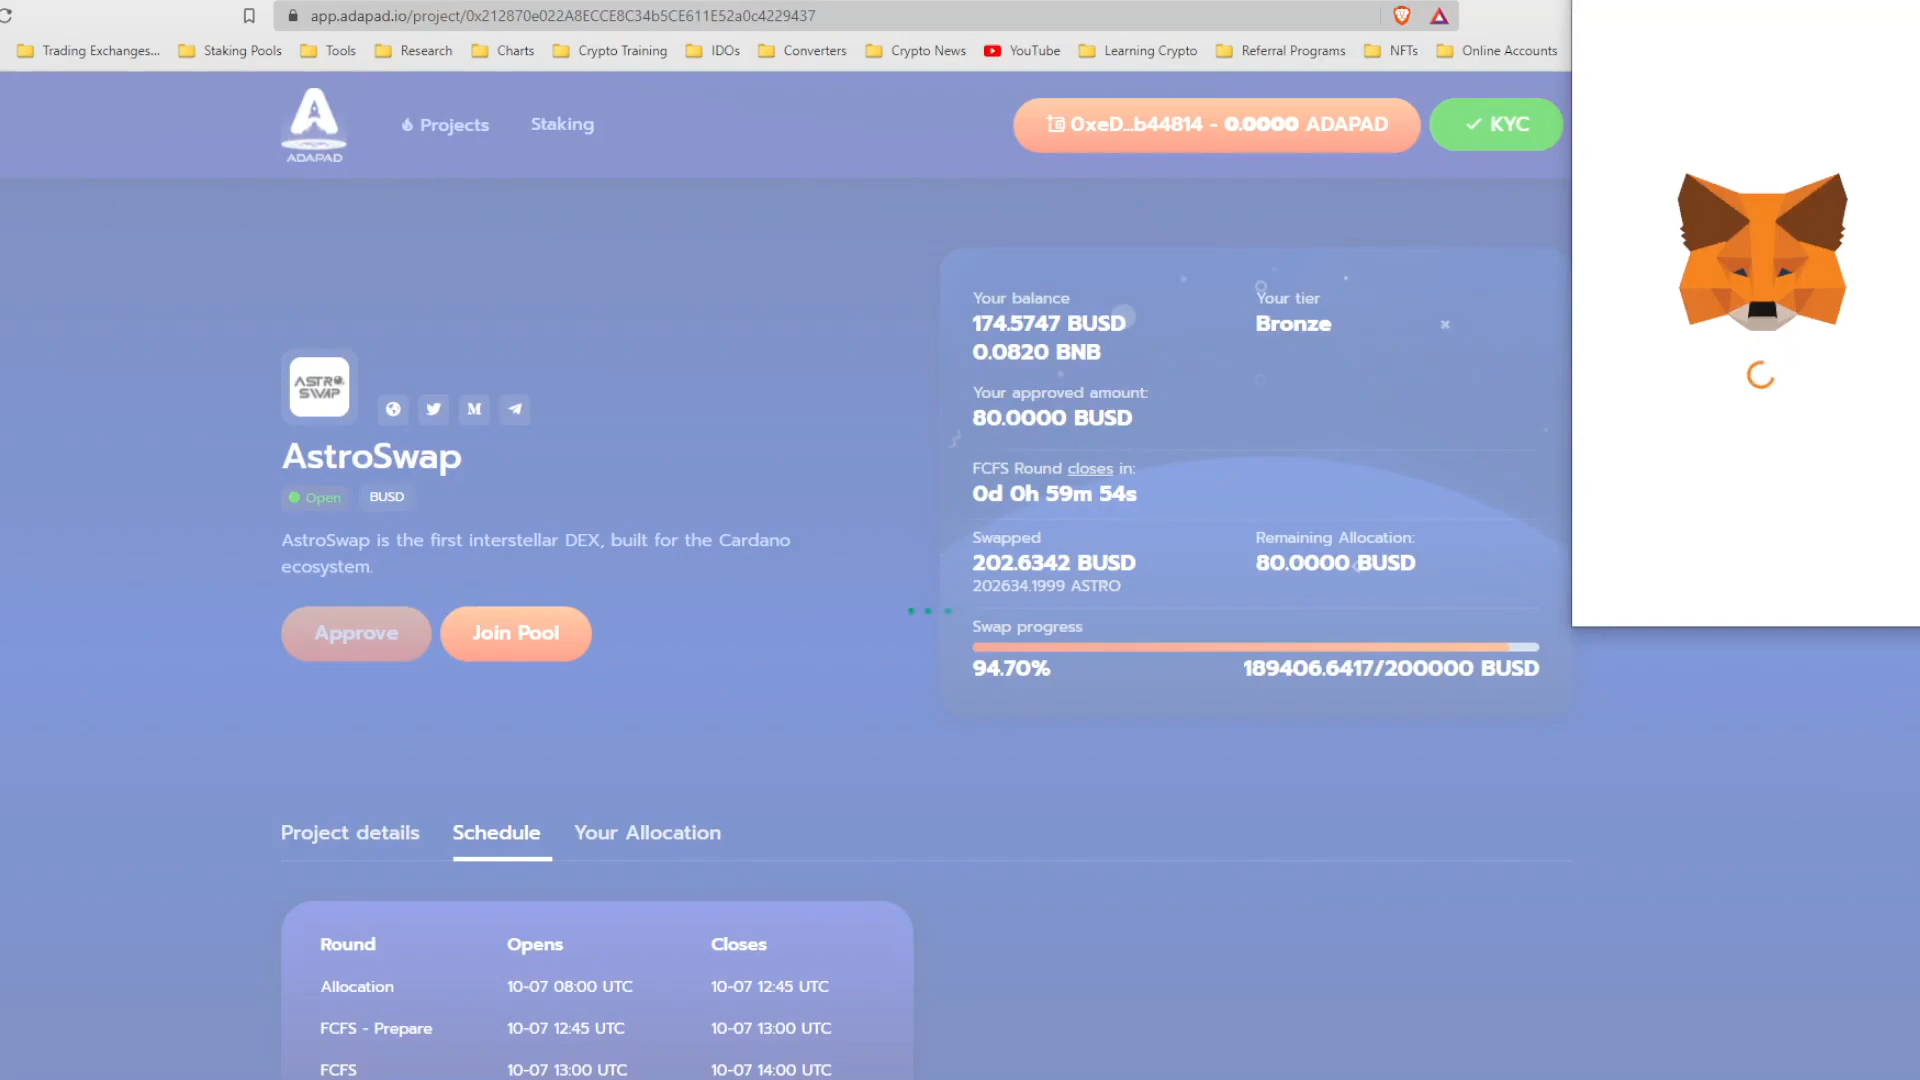 app.adapad.io/project/0x212870e022A8ECCE8C34b5CE611E52a0c4229437
Trading Exchanges... Staking Pools Tools Research Charts Crypto Training IDOs Converters Crypto News YouTube Learning Crypto Referral Programs NFTs Online Accounts
ADAPAD
Projects Staking
0xeD...b44814 - 0.0000 ADAPAD
KYC
Your balance
174.5747 BUSD
0.0820 BNB
Your tier
Bronze
Your approved amount:
80.0000 BUSD
FCFS Round closes in:
0d 0h 59m 54s
Swapped
202.6342 BUSD
202634.1999 ASTRO
Remaining Allocation:
80.0000 BUSD
Swap progress
94.70% 189406.6417/200000 BUSD
ASTRO
SWAP
M
AstroSwap
Open BUSD
AstroSwap is the first interstellar DEX, built for the Cardano
ecosystem.
Approve Join Pool
Project details Schedule Your Allocation
Round Opens Closes
Allocation 10-07 08:00 UTC 10-07 12:45 UTC
FCFS - Prepare 10-07 12:45 UTC 10-07 13:00 UTC
FCFS 10-07 13:00 UTC 10-07 14:00 UTC